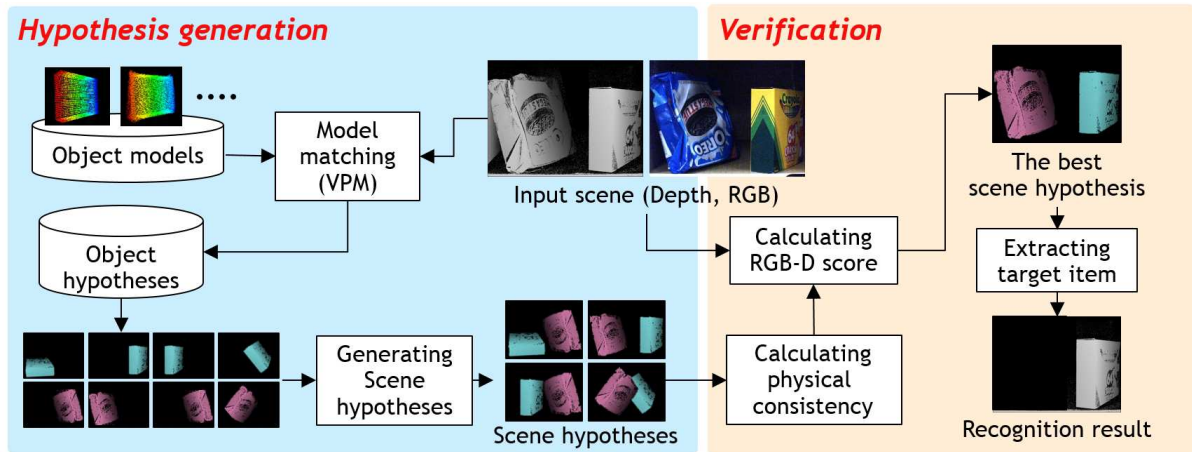 Hypothesis generation
Object models
Model
matching
(VPM)
Input scene (Depth, RGB)
OREO
Object
hypotheses
Generating
Scene
hypotheses
Scene hypotheses
Verification
Calculating
RGB-D score
Calculating
physical
consistency
The best
scene hypothesis
Extracting
target item
Recognition result